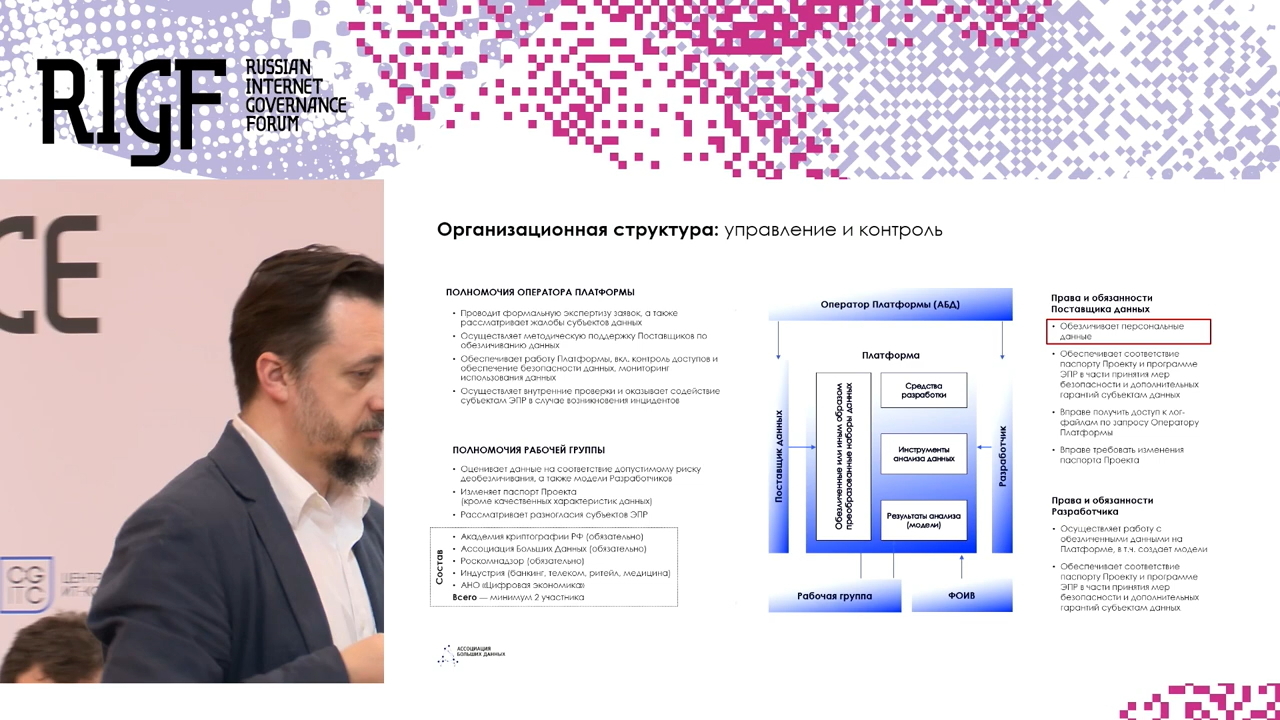 RIGF
RUSSIAN
INTERNET
GOVERNANCE
FORUM
CE
CG
ITC
Организационная структура: управление и контроль
ПОЛНОМОЧИЯ ОПЕРАТОРА ПЛАТФОРМЫ
• Проводит формальную экспертизу заявок, а также
рассматривает жалобы субъектов данных
• Осуществляет методическую поддержку Поставщиков по
обезличиванию данных
• Обеспечивает работу Платформы, вкл. контроль доступов и
обеспечение безопасности данных, мониторинг
использования данных
• Осуществляет внутренние проверки и оказывает содействие
субъектам ЭПР в случае возникновения инцидентов
ПОЛНОМОЧИЯ РАБОЧЕЙ ГРУППЫ
• Оценивает данные на соответствие допустимому риску
деобезличивания, а также модели Разработчиков
• Изменяет паспорт Проекта
(кроме качественных характеристик данных)
• Рассматривает разногласия субъектов ЭПР
Состав
• Академия криптографии РФ (обязательно)
• Ассоциация Больших Данных (обязательно)
• Роскомнадзор (обязательно)
• Индустрия (банкинг, телеком, ритейл, медицина)
• АНО «Цифровая экономика»
Всего — минимум 2 участника
АССОЦИАЦИЯ
БОЛЬШИХ ДАННЫХ
Оператор Платформы (АБД)
Платформа
Поставщик данных
Обезличенные или иным образом
преобразованные наборы данных
Средства
разработки
Инструменты
анализа данных
Результаты анализа
(модели)
Разработчик
Рабочая группа
ФОИВ
Права и обязанности
Поставщика данных
• Обезличивает персональные
данные
• Обеспечивает соответствие
паспорту Проекту и программе
ЭПР в части принятия мер
безопасности и дополнительных
гарантий субъектам данных
• Вправе получить доступ к лог-
файлам по запросу Оператору
Платформы
• Вправе требовать изменения
паспорта Проекта
Права и обязанности
Разработчика
• Осуществляет работу с
обезличенными данными на
Платформе, в т.ч. создает модели
• Обеспечивает соответствие
паспорту Проекту и программе
ЭПР в части принятия мер
безопасности и дополнительных
гарантий субъектам данных